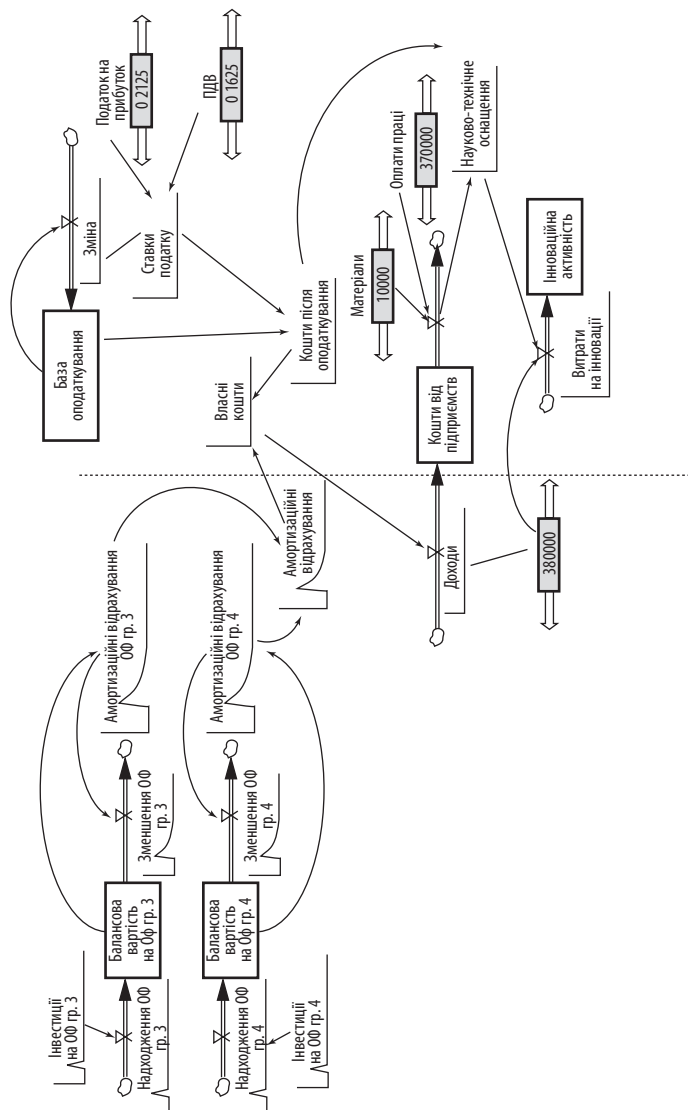 Інвестиції
на ОФ гр. 3
Надходження ОФ
гр. 3
Балансова
вартість
на Оф гр. 3
Зменшення ОФ
гр. 3
Амортизаційні відрахування
ОФ гр. 3
Надходження ОФ
гр. 4
Інвестиції
на ОФ гр. 4
Балансова
вартість
на Оф гр. 4
Зменшення ОФ
гр. 4
Амортизаційні відрахування
ОФ гр. 4
Амортизаційні
відрахування
База
оподаткування
Зміна
Податок на
прибуток
0 2125
ПДВ
0 1625
Ставки
податку
Власні
кошти
Кошти після
оподаткування
Доходи
380000
Кошти від
підприємств
Матеріали
10000
Оплати праці
370000
Науково-технічне
оснащення
Витрати
на інновації
Інноваційна
активність